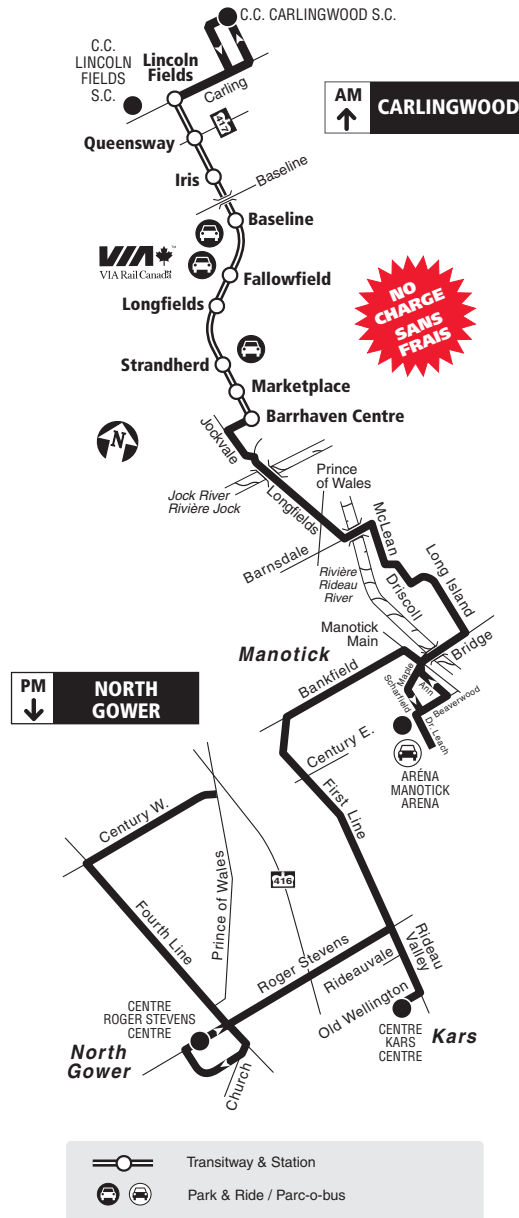 C.C. CARLINGWOOD S.C.
C.C.
LINCOLN
FIELDS
S.C.
Lincoln
Fields
Carling
AM
CARLINGWOOD
417
Queensway
Iris
Baseline
Baseline
VIA
VIA Rail Canada
Fallowfield
Longfields
NO
CHARGE
SANS
FRAIS
Strandherd
Marketplace
Barrhaven Centre
N
Jockvale
Jock River
Rivière Jock
Longfields
Prince
of Wales
McLean
Barnsdale
Rivière
Rideau
River
Driscoll
Long Island
Manotick
Main
Bridge
Manotick
Bankfield
Maple
Ann
Scharfield
Beaverwood
Dr. Leach
PM
NORTH
GOWER
ARÉNA
MANOTICK
ARENA
Century E.
First Line
Century W.
Prince of Wales
416
Fourth Line
Roger Stevens
Rideau
Valley
Rideauvale
Old Wellington
CENTRE
ROGER STEVENS
CENTRE
CENTRE
KARS
CENTRE
Kars
North
Gower
Church
Transitway & Station
Park & Ride / Parc-o-bus